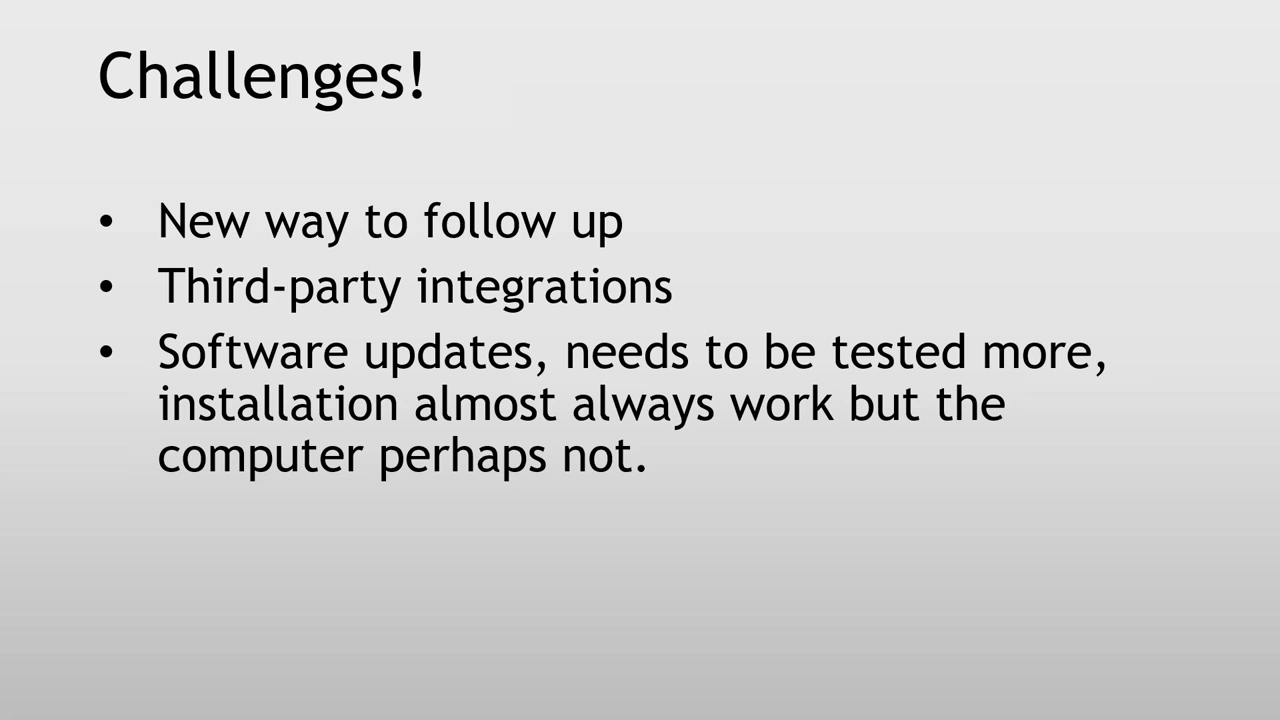 Challenges!
• New way to follow up
• Third-party integrations
• Software updates, needs to be tested more,
installation almost always work but the
computer perhaps not.